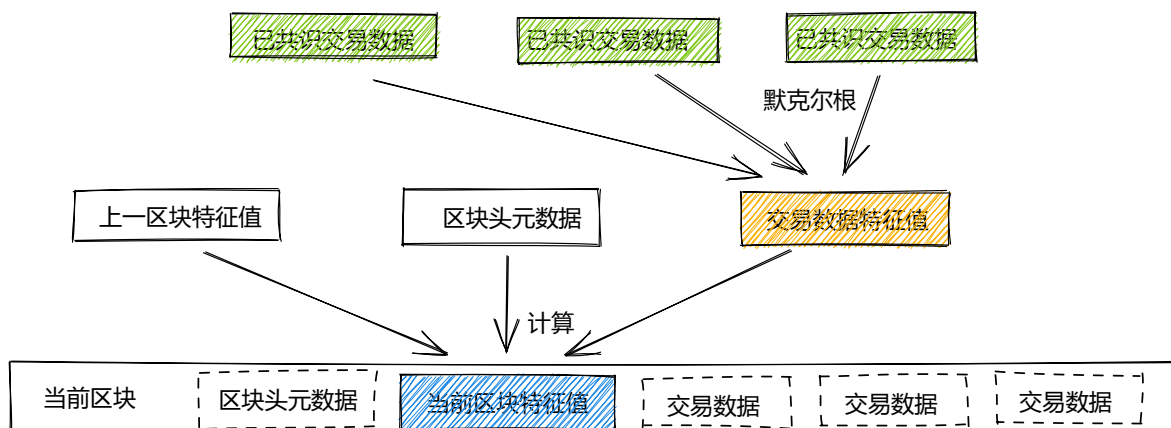 已共识交易数据
已共识交易数据
已共识交易数据
默克尔根
上一区块特征值
区块头元数据
交易数据特征值
计算
当前区块
区块头元数据
当前区块特征值
交易数据
交易数据
交易数据